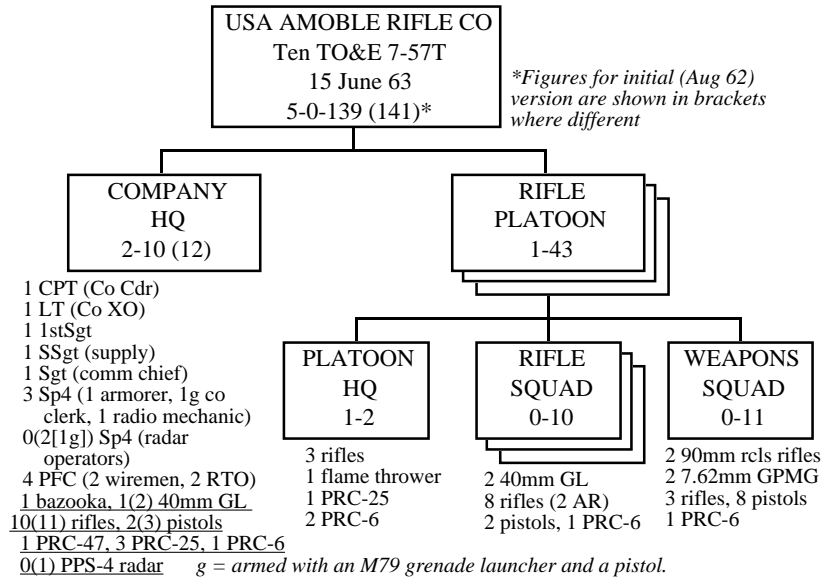 USA AMOBLE RIFLE CO
Ten TO&E 7-57T
15 June 63
5-0-139 (141)*
*Figures for initial (Aug 62)
version are shown in brackets
where different
COMPANY
HQ
2-10 (12)
RIFLE
PLATOON
1-43
1 CPT (Co Cdr)
1 LT (Co XO)
1 1stSgt
1 SSgt (supply)
1 Sgt (comm chief)
3 Sp4 (1 armorer, 1g co
clerk, 1 radio mechanic)
0(2[1g]) Sp4 (radar
operators)
4 PFC (2 wiremen, 2 RTO)
1 bazooka, 1(2) 40mm GL
10(11) rifles, 2(3) pistols
1 PRC-47, 3 PRC-25, 1 PRC-6
0(1) PPS-4 radar
PLATOON
HQ
1-2
3 rifles
1 flame thrower
1 PRC-25
2 PRC-6
RIFLE
SQUAD
0-10
2 40mm GL
8 rifles (2 AR)
2 pistols, 1 PRC-6
WEAPONS
SQUAD
0-11
2 90mm rcls rifles
2 7.62mm GPMG
3 rifles, 8 pistols
1 PRC-6
g = armed with an M79 grenade launcher and a pistol.